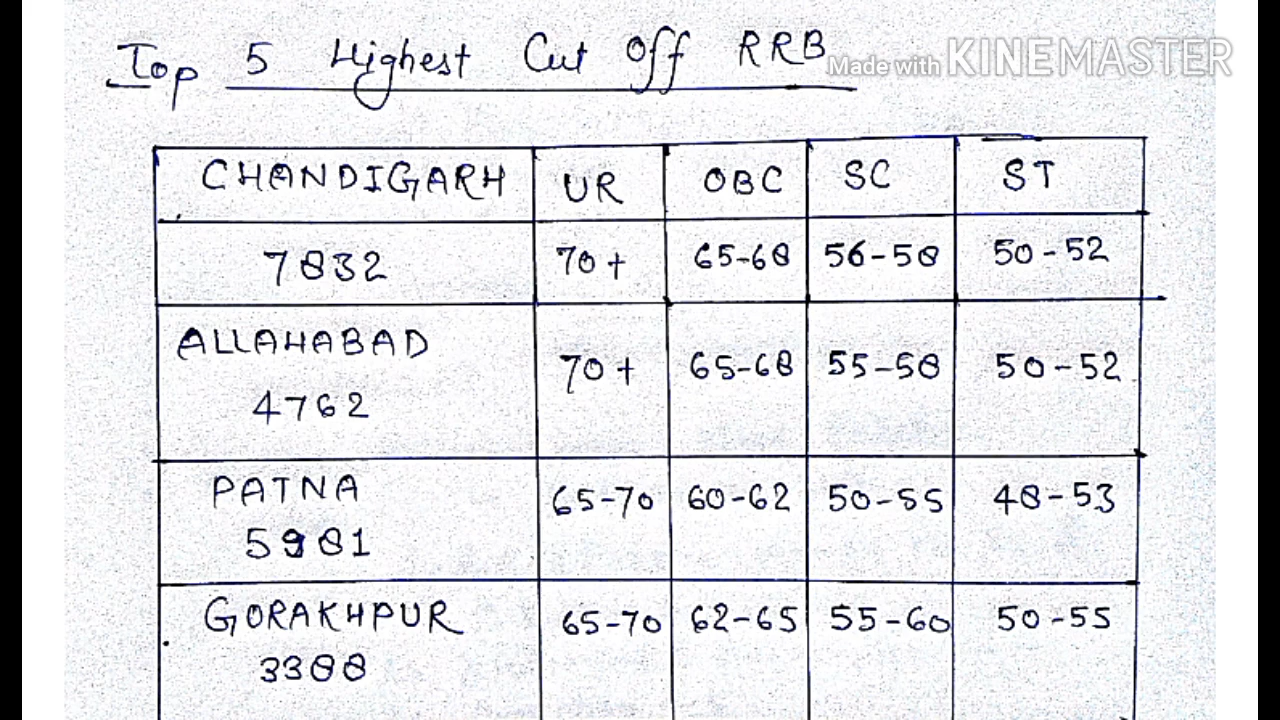 Top 5 Highest Cut Off RRB
Made with KINEMASTER
CHANDIGARH UR OBC SC ST
7832 70+ 65-68 56-58 50-52
ALLAHABAD
4762 70+ 65-68 55-58 50-52
PATNA
5981 65-70 60-62 50-55 48-53
GORAKHPUR 65-70 62-65 55-60 50-55
3388